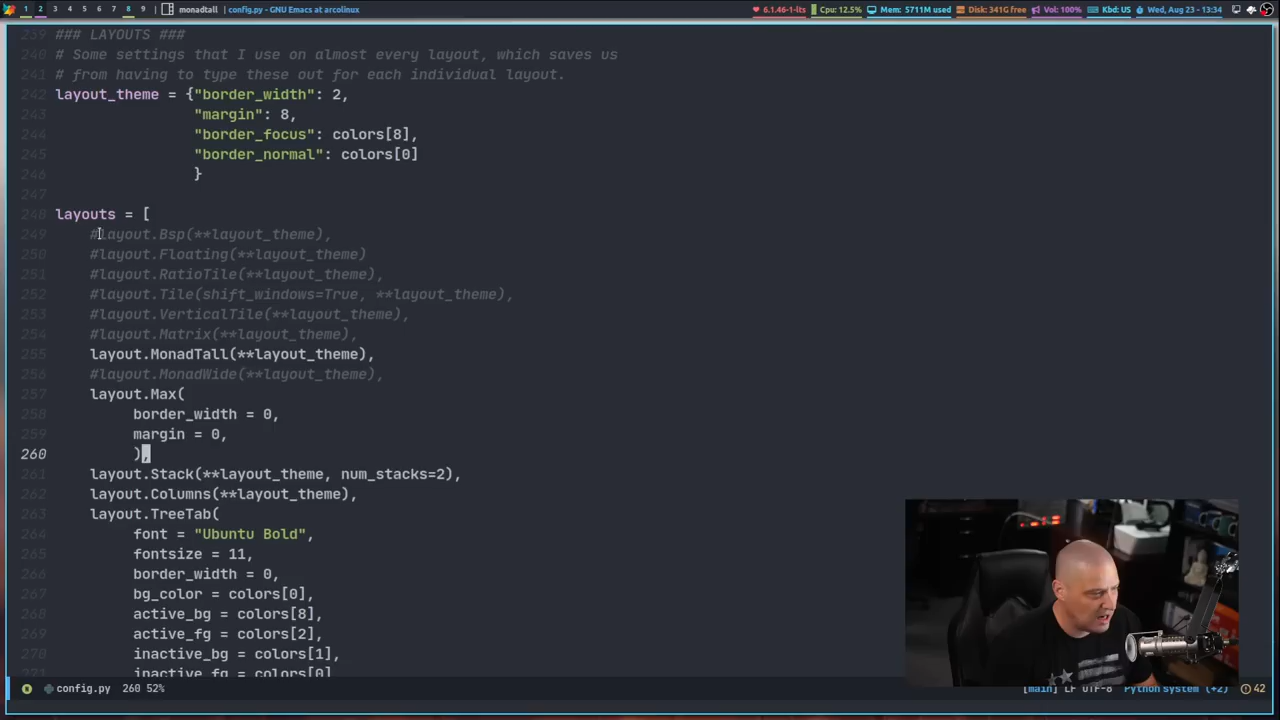 1 2 3 4 5 6 7 8 9 monadtall config.py - GNU Emacs at arcolinux 6.1.46-1-lts Cpu: 12.5% Mem: 5711M used Disk: 341G free Vol: 100% Kbd: US Wed, Aug 23 - 13:34
239 ### LAYOUTS ###
240 # Some settings that I use on almost every layout, which saves us
241 # from having to type these out for each individual layout.
242 layout_theme = {"border_width": 2,
243 "margin": 8,
244 "border_focus": colors[8],
245 "border_normal": colors[0]
246 }
247
248 layouts = [
249 #layout.Bsp(**layout_theme),
250 #layout.Floating(**layout_theme)
251 #layout.RatioTile(**layout_theme),
252 #layout.Tile(shift_windows=True, **layout_theme),
253 #layout.VerticalTile(**layout_theme),
254 #layout.Matrix(**layout_theme),
255 layout.MonadTall(**layout_theme),
256 #layout.MonadWide(**layout_theme),
257 layout.Max(
258 border_width = 0,
259 margin = 0,
260 ),
261 layout.Stack(**layout_theme, num_stacks=2),
262 layout.Columns(**layout_theme),
263 layout.TreeTab(
264 font = "Ubuntu Bold",
265 fontsize = 11,
266 border_width = 0,
267 bg_color = colors[0],
268 active_bg = colors[8],
269 active_fg = colors[2],
270 inactive_bg = colors[1],
271 inactive_fg = colors[0]
config.py 260 52% [main] LF UTF-8 Python system (+2) 42